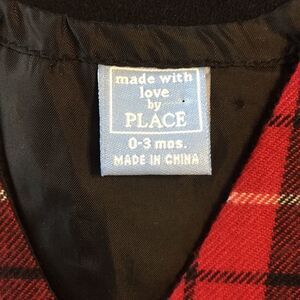 made with
love
by
PLACE
0-3 mos.
MADE IN CHINA